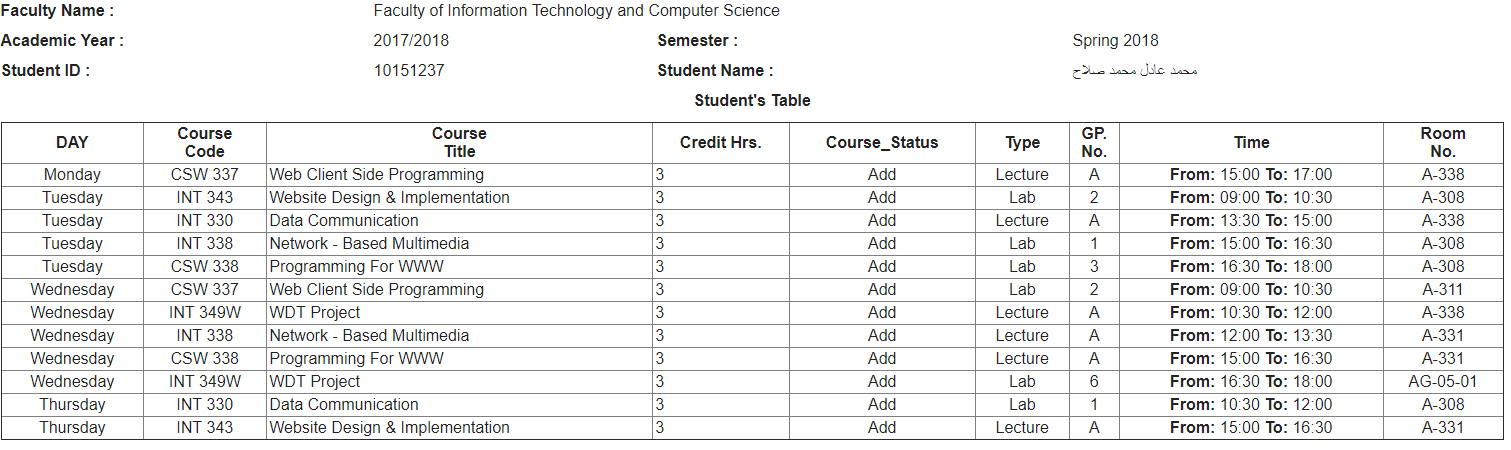 Faculty Name : Faculty of Information Technology and Computer Science
Academic Year : 2017/2018 Semester : Spring 2018
Student ID : 10151237 Student Name : محمد عادل محمد صلاح
Student's Table
DAY Course Code Course Title Credit Hrs. Course_Status Type GP. No. Time Room No.
Monday CSW 337 Web Client Side Programming 3 Add Lecture A From: 15:00 To: 17:00 A-338
Tuesday INT 343 Website Design & Implementation 3 Add Lab 2 From: 09:00 To: 10:30 A-308
Tuesday INT 330 Data Communication 3 Add Lecture A From: 13:30 To: 15:00 A-338
Tuesday INT 338 Network - Based Multimedia 3 Add Lab 1 From: 15:00 To: 16:30 A-308
Tuesday CSW 338 Programming For WWW 3 Add Lab 3 From: 16:30 To: 18:00 A-308
Wednesday CSW 337 Web Client Side Programming 3 Add Lab 2 From: 09:00 To: 10:30 A-311
Wednesday INT 349W WDT Project 3 Add Lecture A From: 10:30 To: 12:00 A-338
Wednesday INT 338 Network - Based Multimedia 3 Add Lecture A From: 12:00 To: 13:30 A-331
Wednesday CSW 338 Programming For WWW 3 Add Lecture A From: 15:00 To: 16:30 A-331
Wednesday INT 349W WDT Project 3 Add Lab 6 From: 16:30 To: 18:00 AG-05-01
Thursday INT 330 Data Communication 3 Add Lab 1 From: 10:30 To: 12:00 A-308
Thursday INT 343 Website Design & Implementation 3 Add Lecture A From: 15:00 To: 16:30 A-331